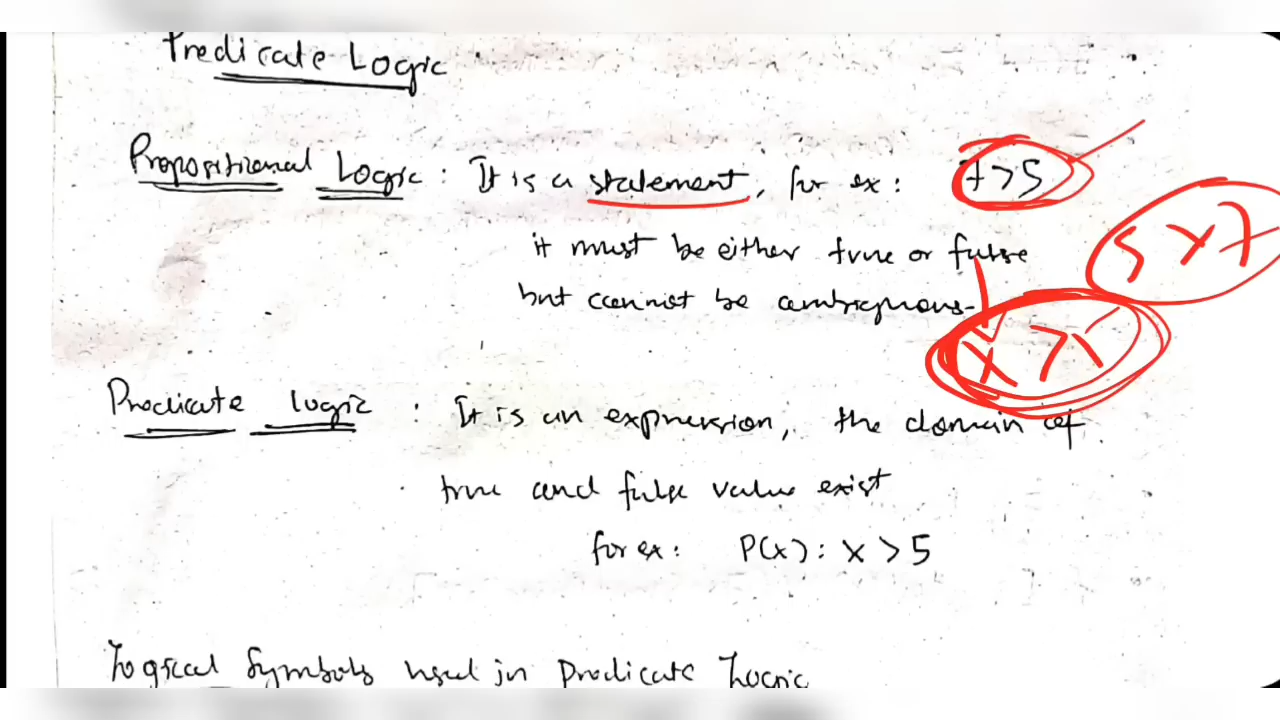 Predicate Logic
Propositional Logic : It is a statement, for ex : 7 > 5
it must be either true or false
5 > 7
but cannot be ambiguous
x > y
Predicate logic : It is an expression, the domain of
true and false value exist
for ex : P(x) : x > 5
Logical Symbols used in Predicate Logic